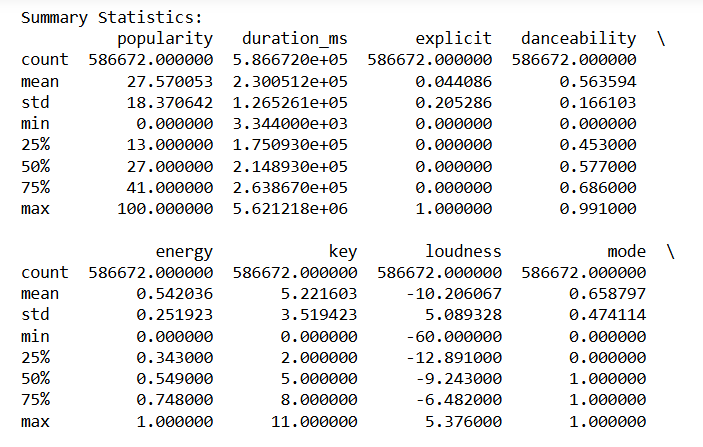 Summary Statistics:
popularity duration_ms explicit danceability \
count 586672.000000 5.866720e+05 586672.000000 586672.000000
mean 27.570053 2.300512e+05 0.044086 0.563594
std 18.370642 1.265261e+05 0.205286 0.166103
min 0.000000 3.344000e+03 0.000000 0.000000
25% 13.000000 1.750930e+05 0.000000 0.453000
50% 27.000000 2.148930e+05 0.000000 0.577000
75% 41.000000 2.638670e+05 0.000000 0.686000
max 100.000000 5.621218e+06 1.000000 0.991000
energy key loudness mode \
count 586672.000000 586672.000000 586672.000000 586672.000000
mean 0.542036 5.221603 -10.206067 0.658797
std 0.251923 3.519423 5.089328 0.474114
min 0.000000 0.000000 -60.000000 0.000000
25% 0.343000 2.000000 -12.891000 0.000000
50% 0.549000 5.000000 -9.243000 1.000000
75% 0.748000 8.000000 -6.482000 1.000000
max 1.000000 11.000000 5.376000 1.000000